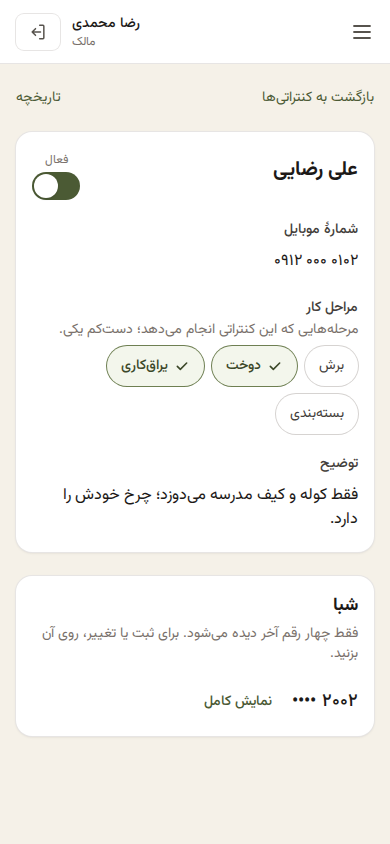 رضا محمدی
مالک
بازگشت به کنتراتی‌ها
تاریخچه
علی رضایی
فعال
شمارهٔ موبایل
۰۹۱۲ ۰۰۰ ۰۱۰۲
مراحل کار
مرحله‌هایی که این کنتراتی انجام می‌دهد؛ دست‌کم یکی.
برش
دوخت
یراق‌کاری
بسته‌بندی
توضیح
فقط کوله و کیف مدرسه می‌دوزد؛ چرخ خودش را
دارد.
شبا
فقط چهار رقم آخر دیده می‌شود. برای ثبت یا تغییر، روی آن
بزنید.
•••• ۲۰۰۲
نمایش کامل